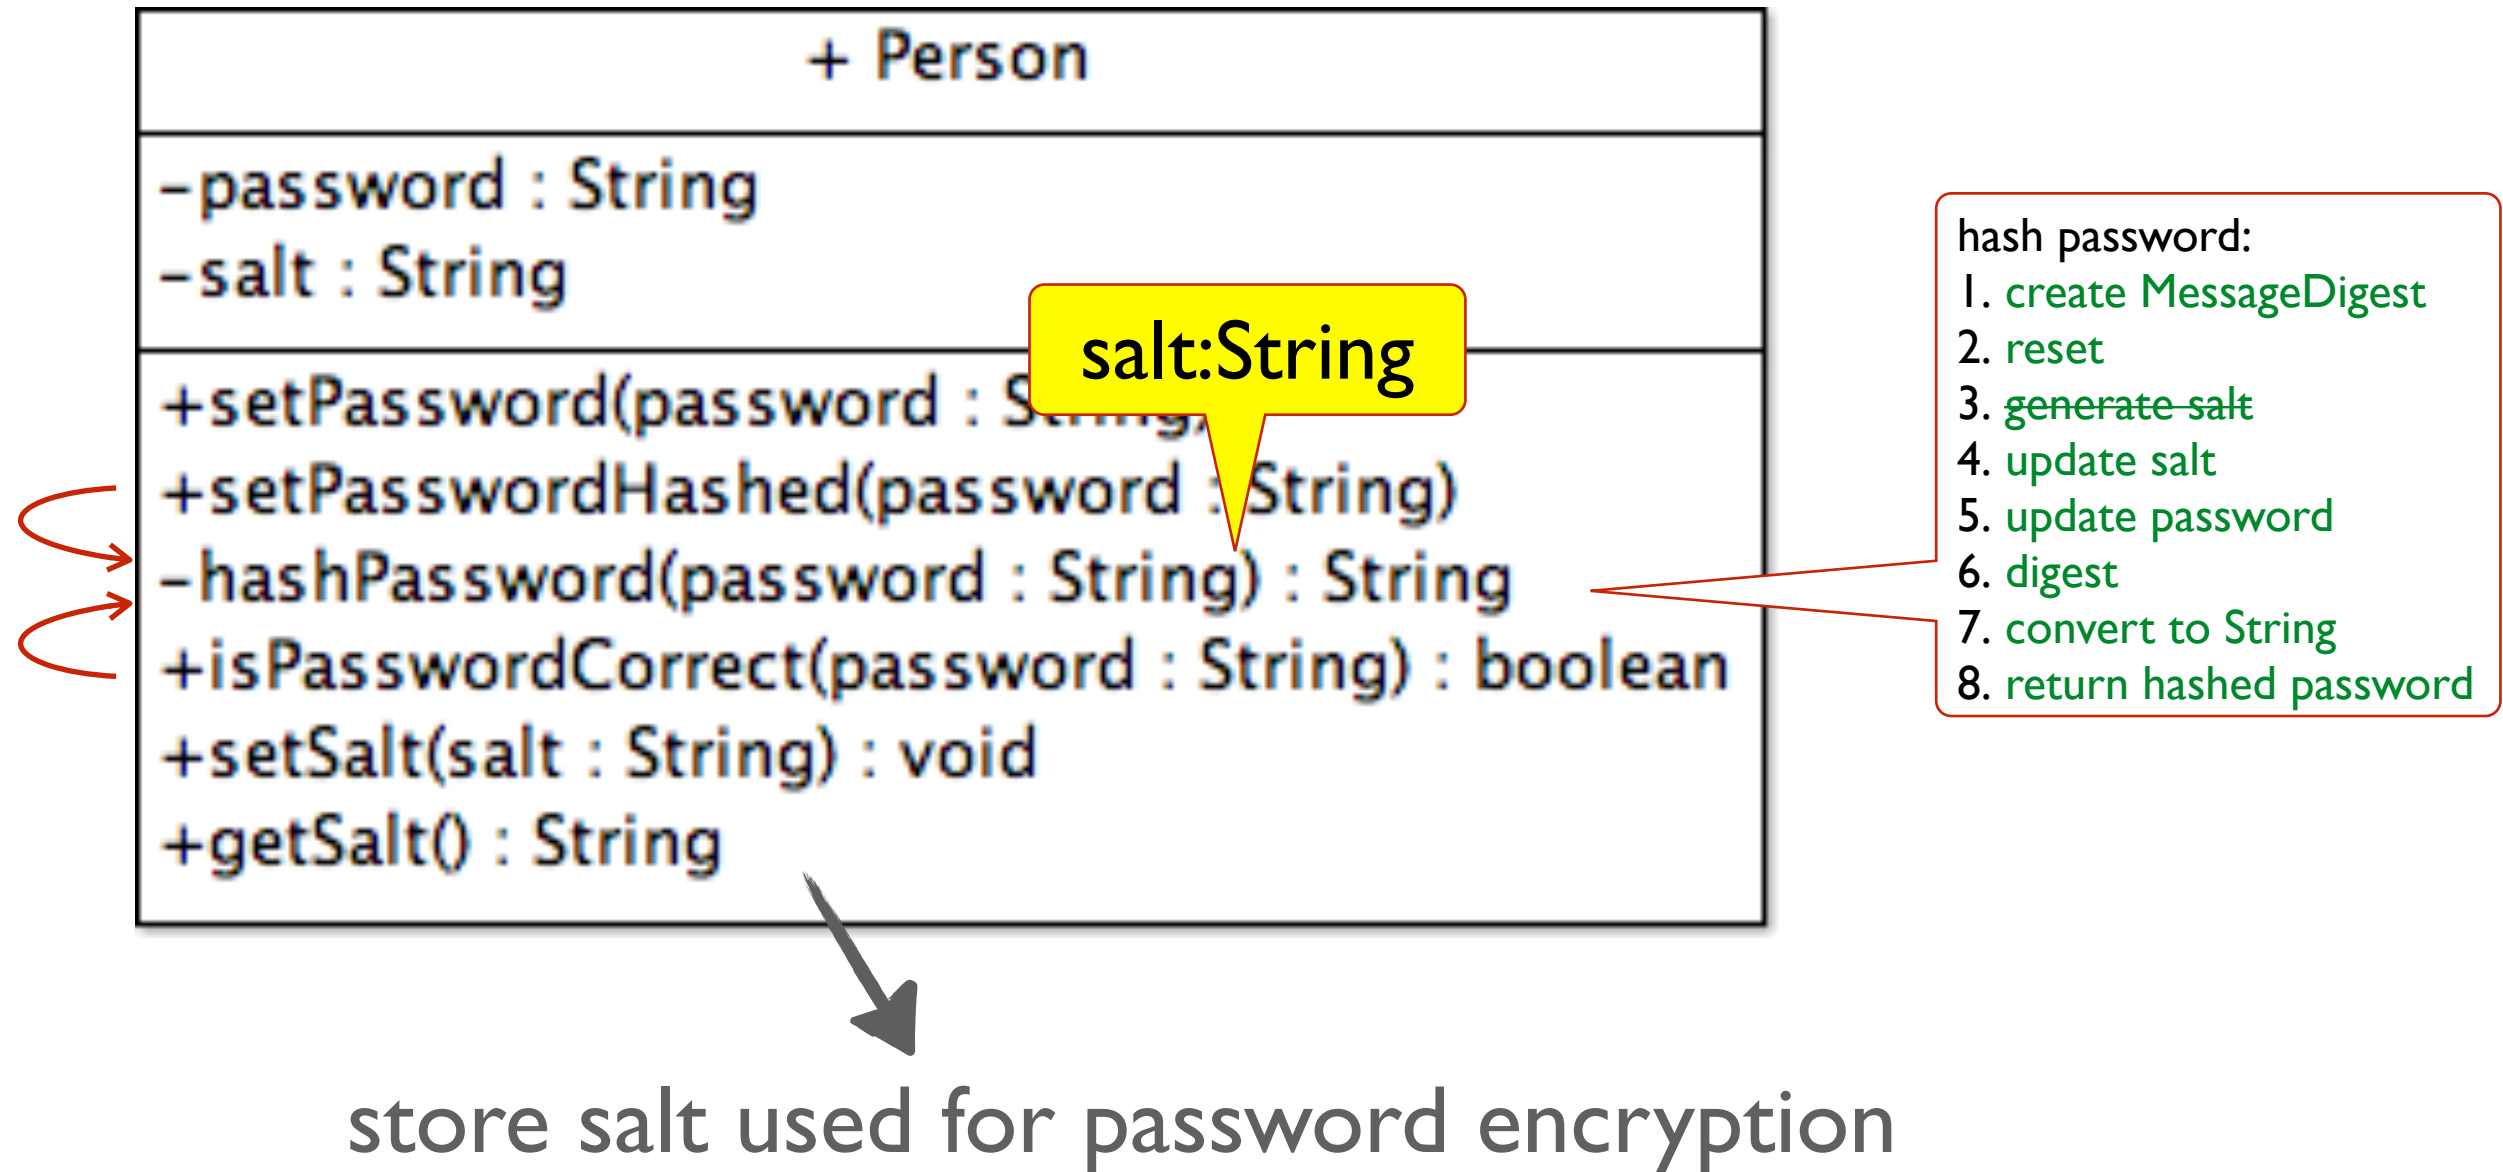 + Person
-password : String
-salt : String
salt:String
+setPassword(password : String)
+setPasswordHashed(password : String)
-hashPassword(password : String) : String
+isPasswordCorrect(password : String) : boolean
+setSalt(salt : String) : void
+getSalt() : String
hash password:
1. create MessageDigest
2. reset
3. generate salt
4. update salt
5. update password
6. digest
7. convert to String
8. return hashed password
store salt used for password encryption